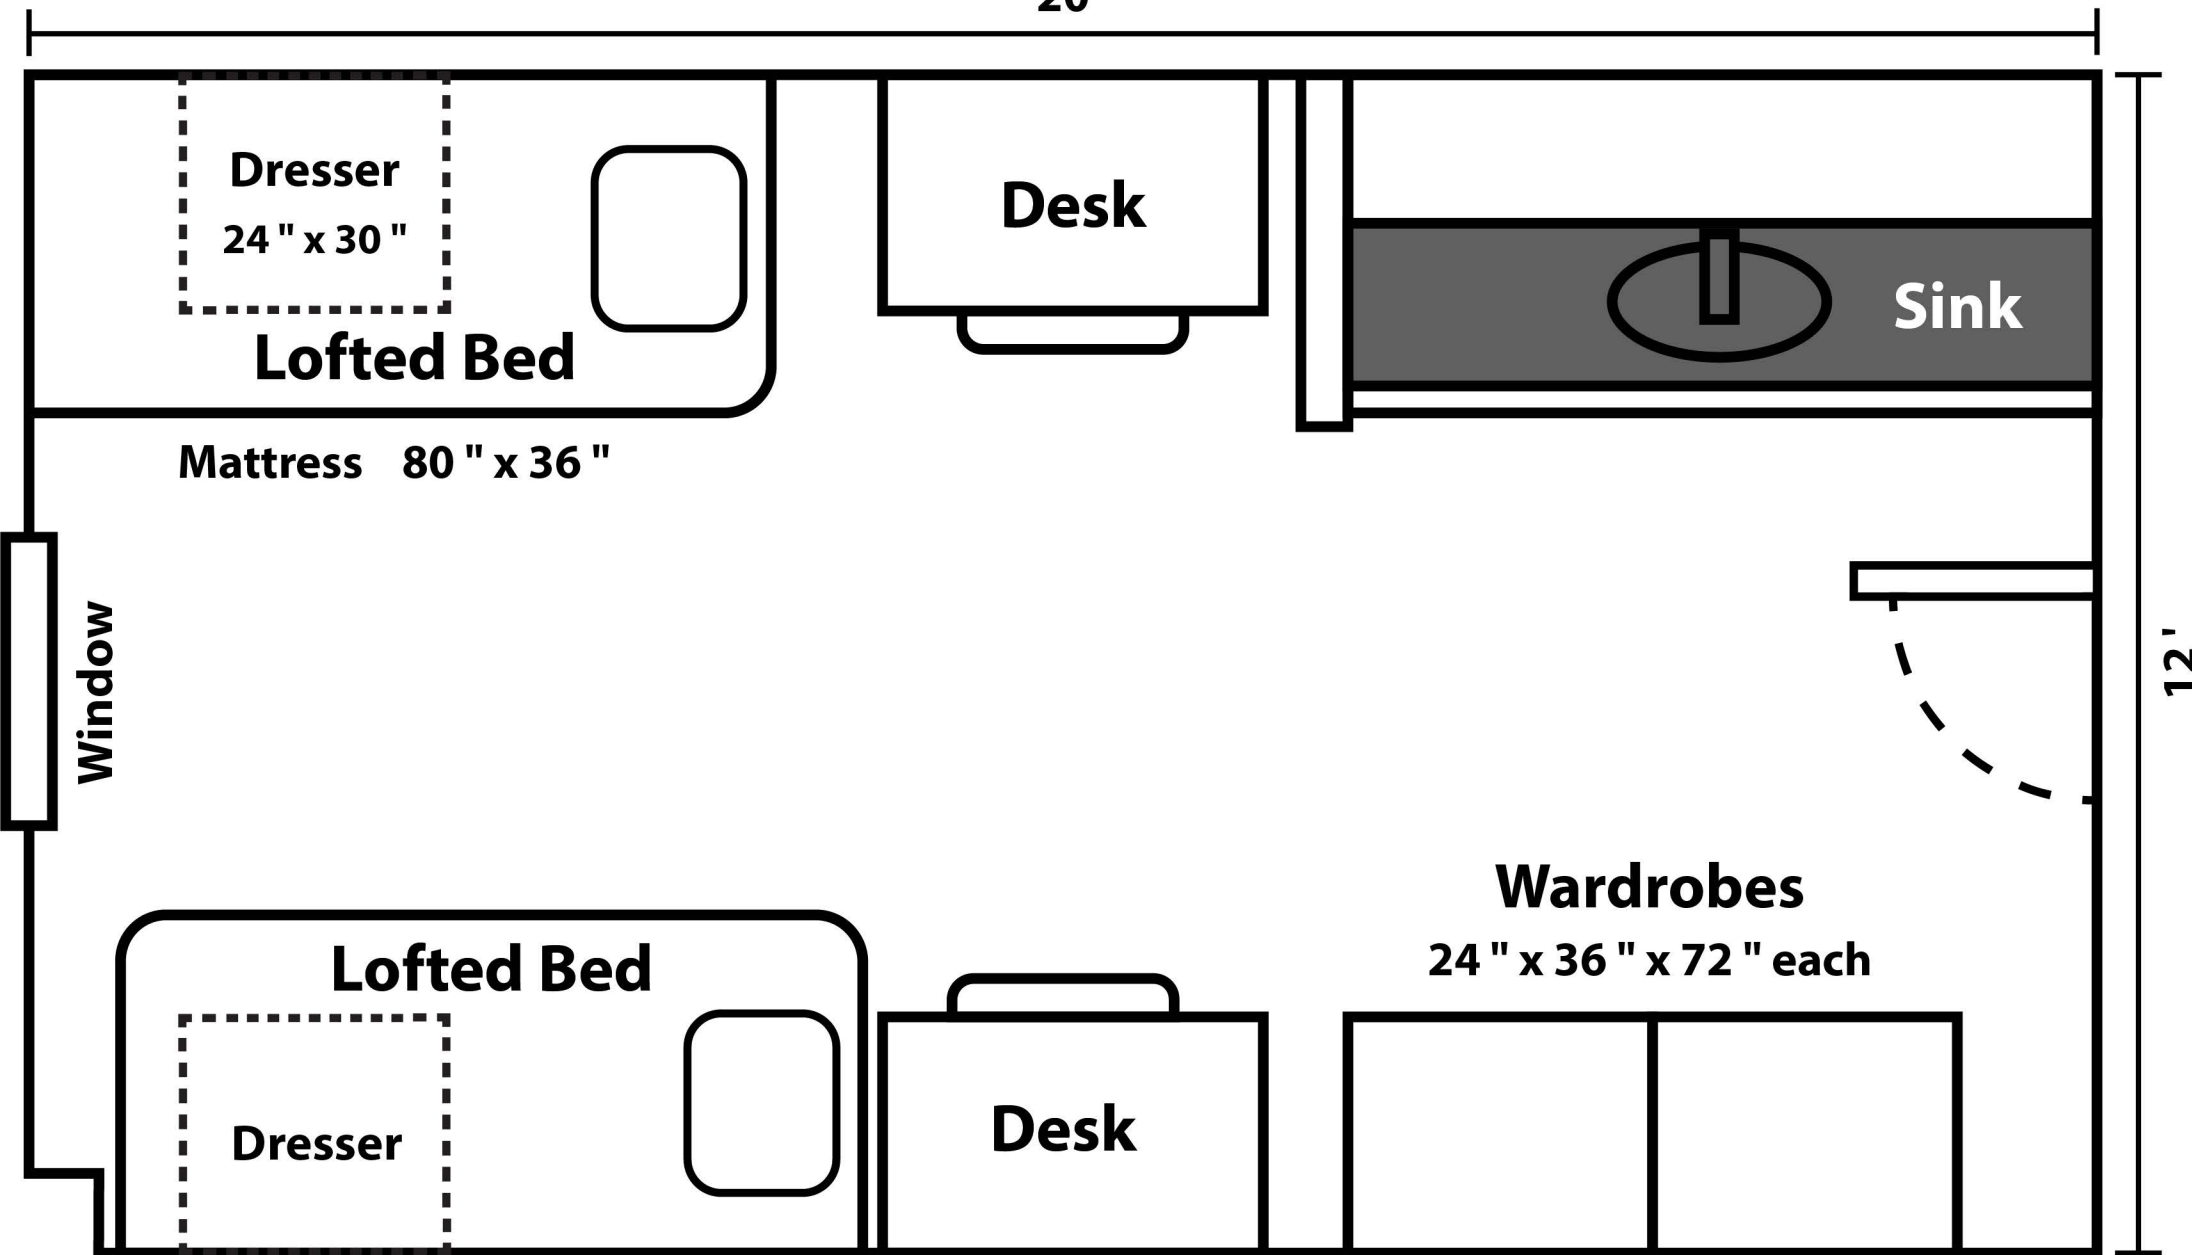 20
Dresser
24 " x 30 "
Lofted Bed
Mattress 80 " x 36 "
Desk
Sink
Window
12 '
Wardrobes
24 " x 36 " x 72 " each
Lofted Bed
Dresser
Desk